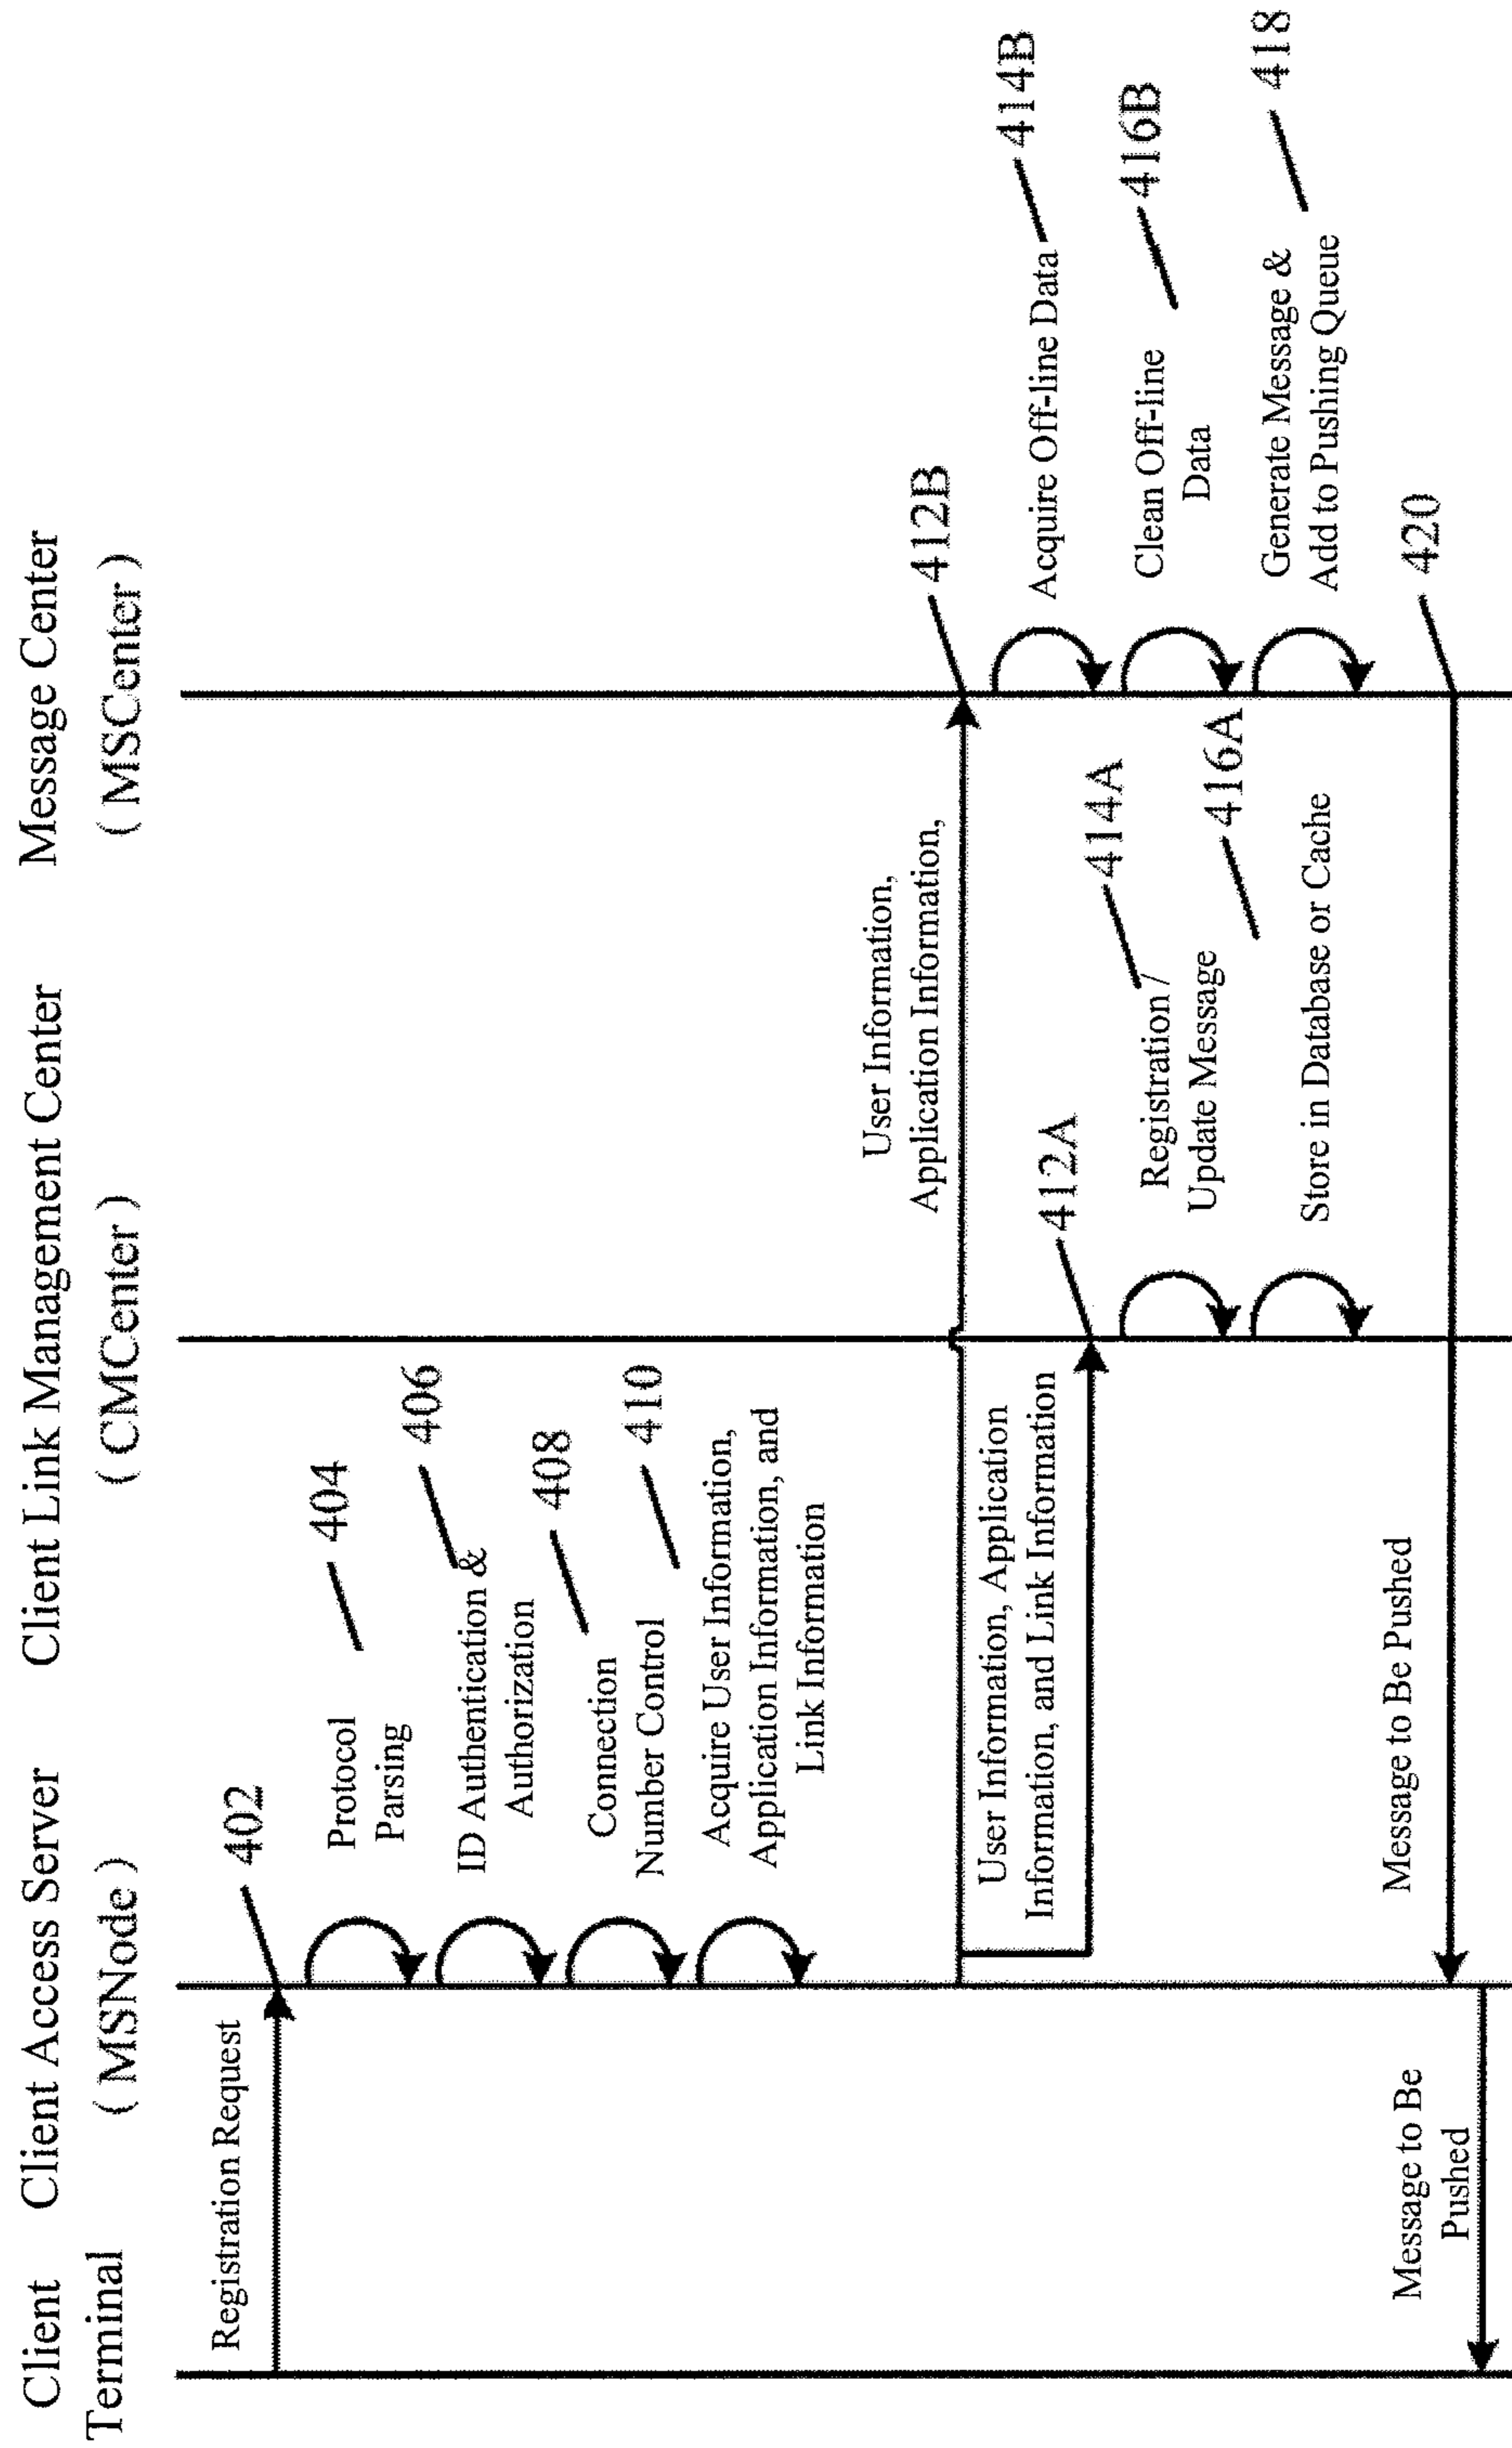 Client
Terminal
Client Access Server
( MSNode )
Client Link Management Center
( CMCenter )
Message Center
( MSCenter )
Registration Request
402
Protocol
Parsing
404
ID Authentication &
Authorization
406
Connection
Number Control
408
Acquire User Information,
Application Information, and
Link Information
410
User Information,
Application Information,
412B
User Information, Application
Information, and Link Information
412A
Acquire Off-line Data
414B
Registration /
Update Message
414A
Clean Off-line
Data
416B
Store in Database or Cache
416A
Generate Message &
Add to Pushing Queue
418
Message to Be Pushed
420
Message to Be
Pushed